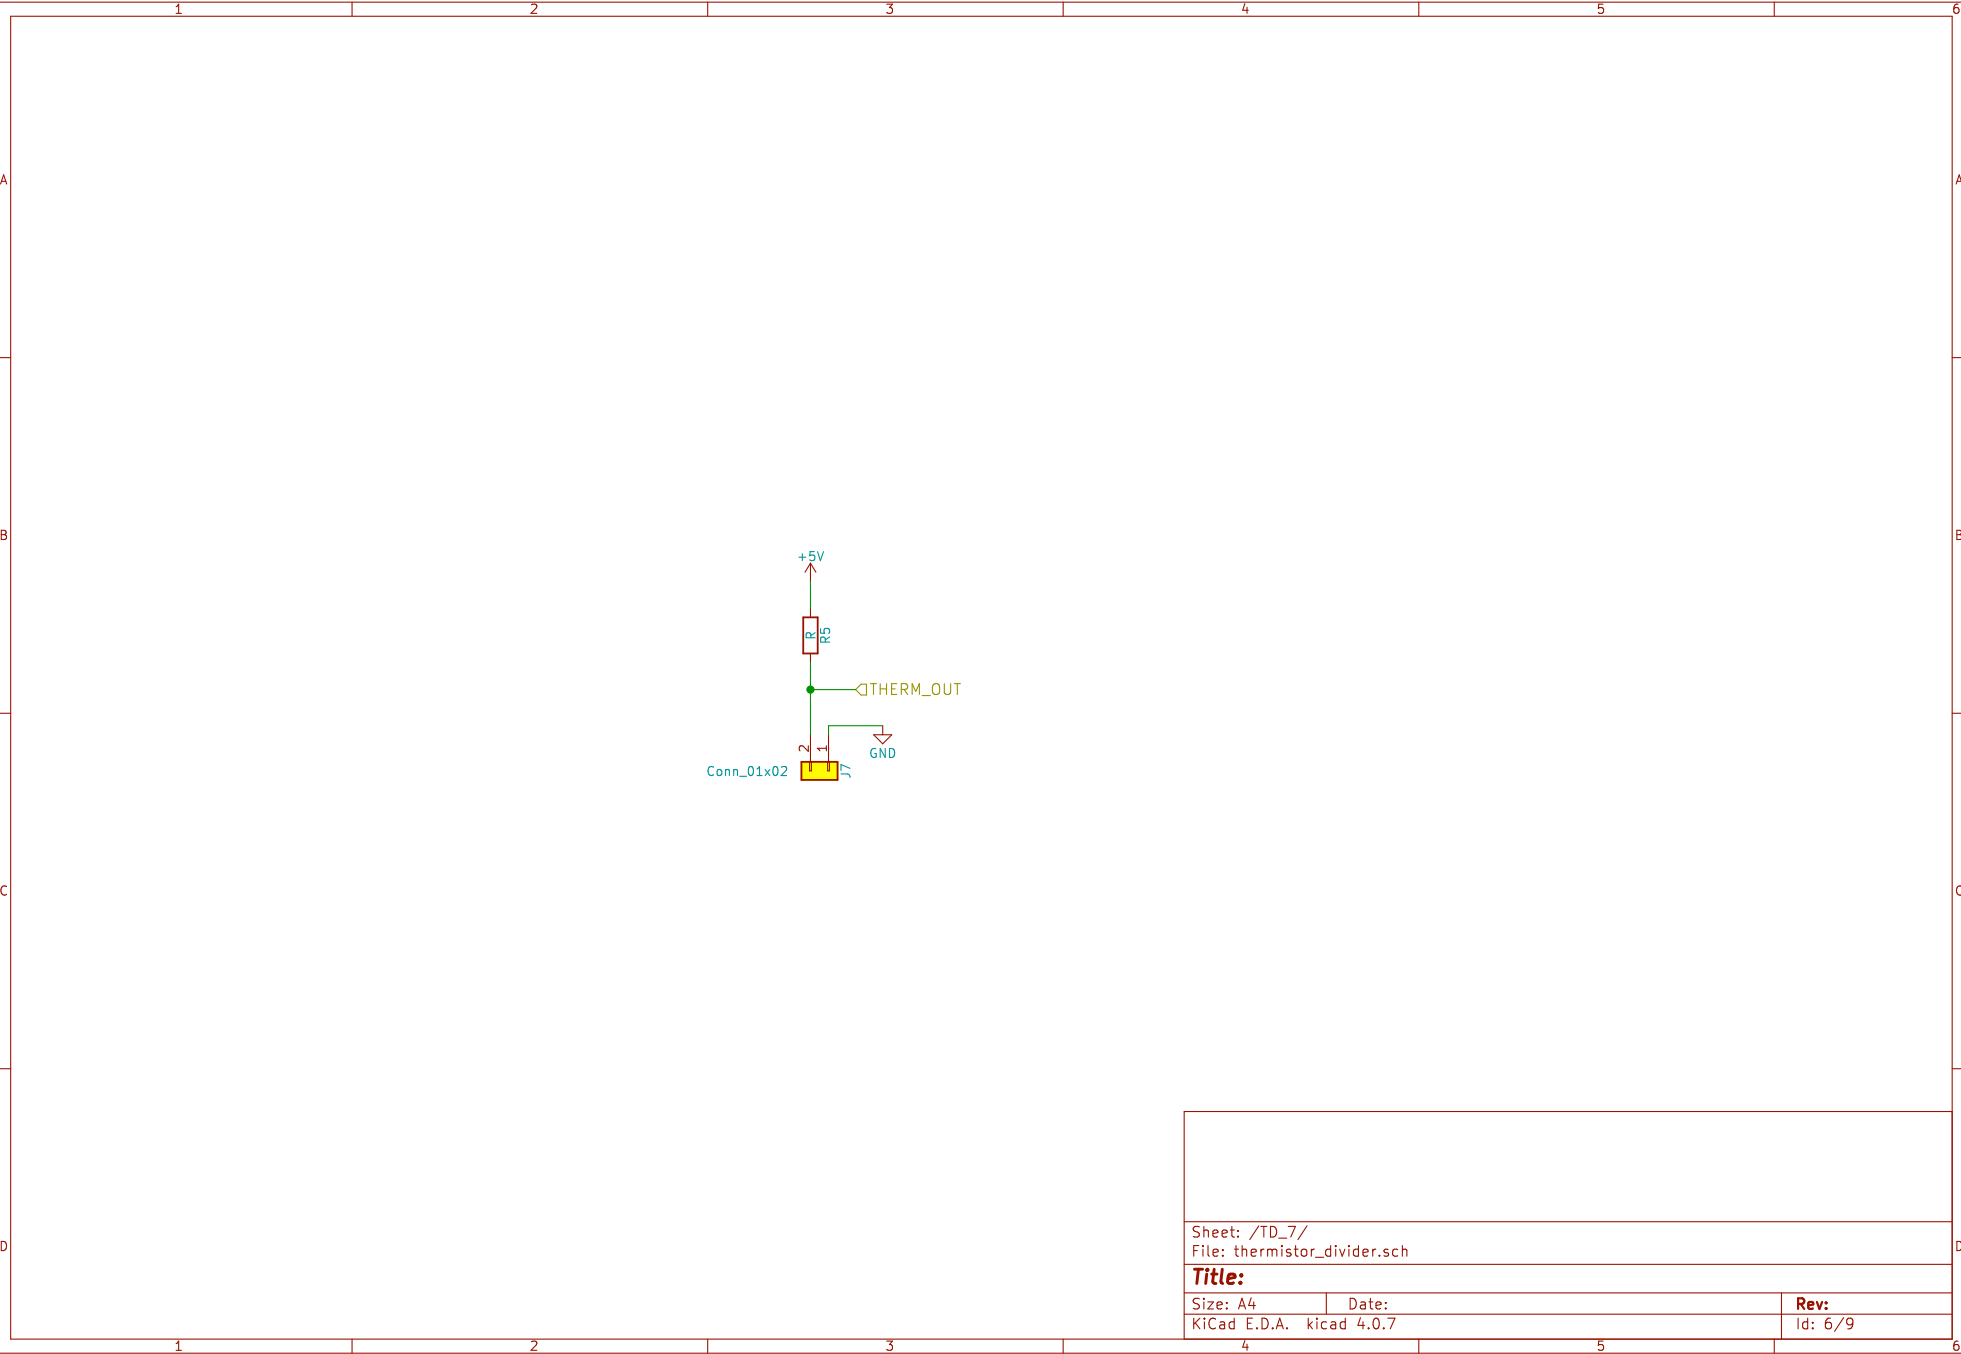 1 2 3 4 5 6
A A
B B
+5V
R R5
THERM_OUT
2 1
GND
Conn_01x02 J7
C C
Sheet: /TD_7/
File: thermistor_divider.sch
D D
Title:
Size: A4 Date: Rev:
KiCad E.D.A. kicad 4.0.7 Id: 6/9
1 2 3 4 5 6